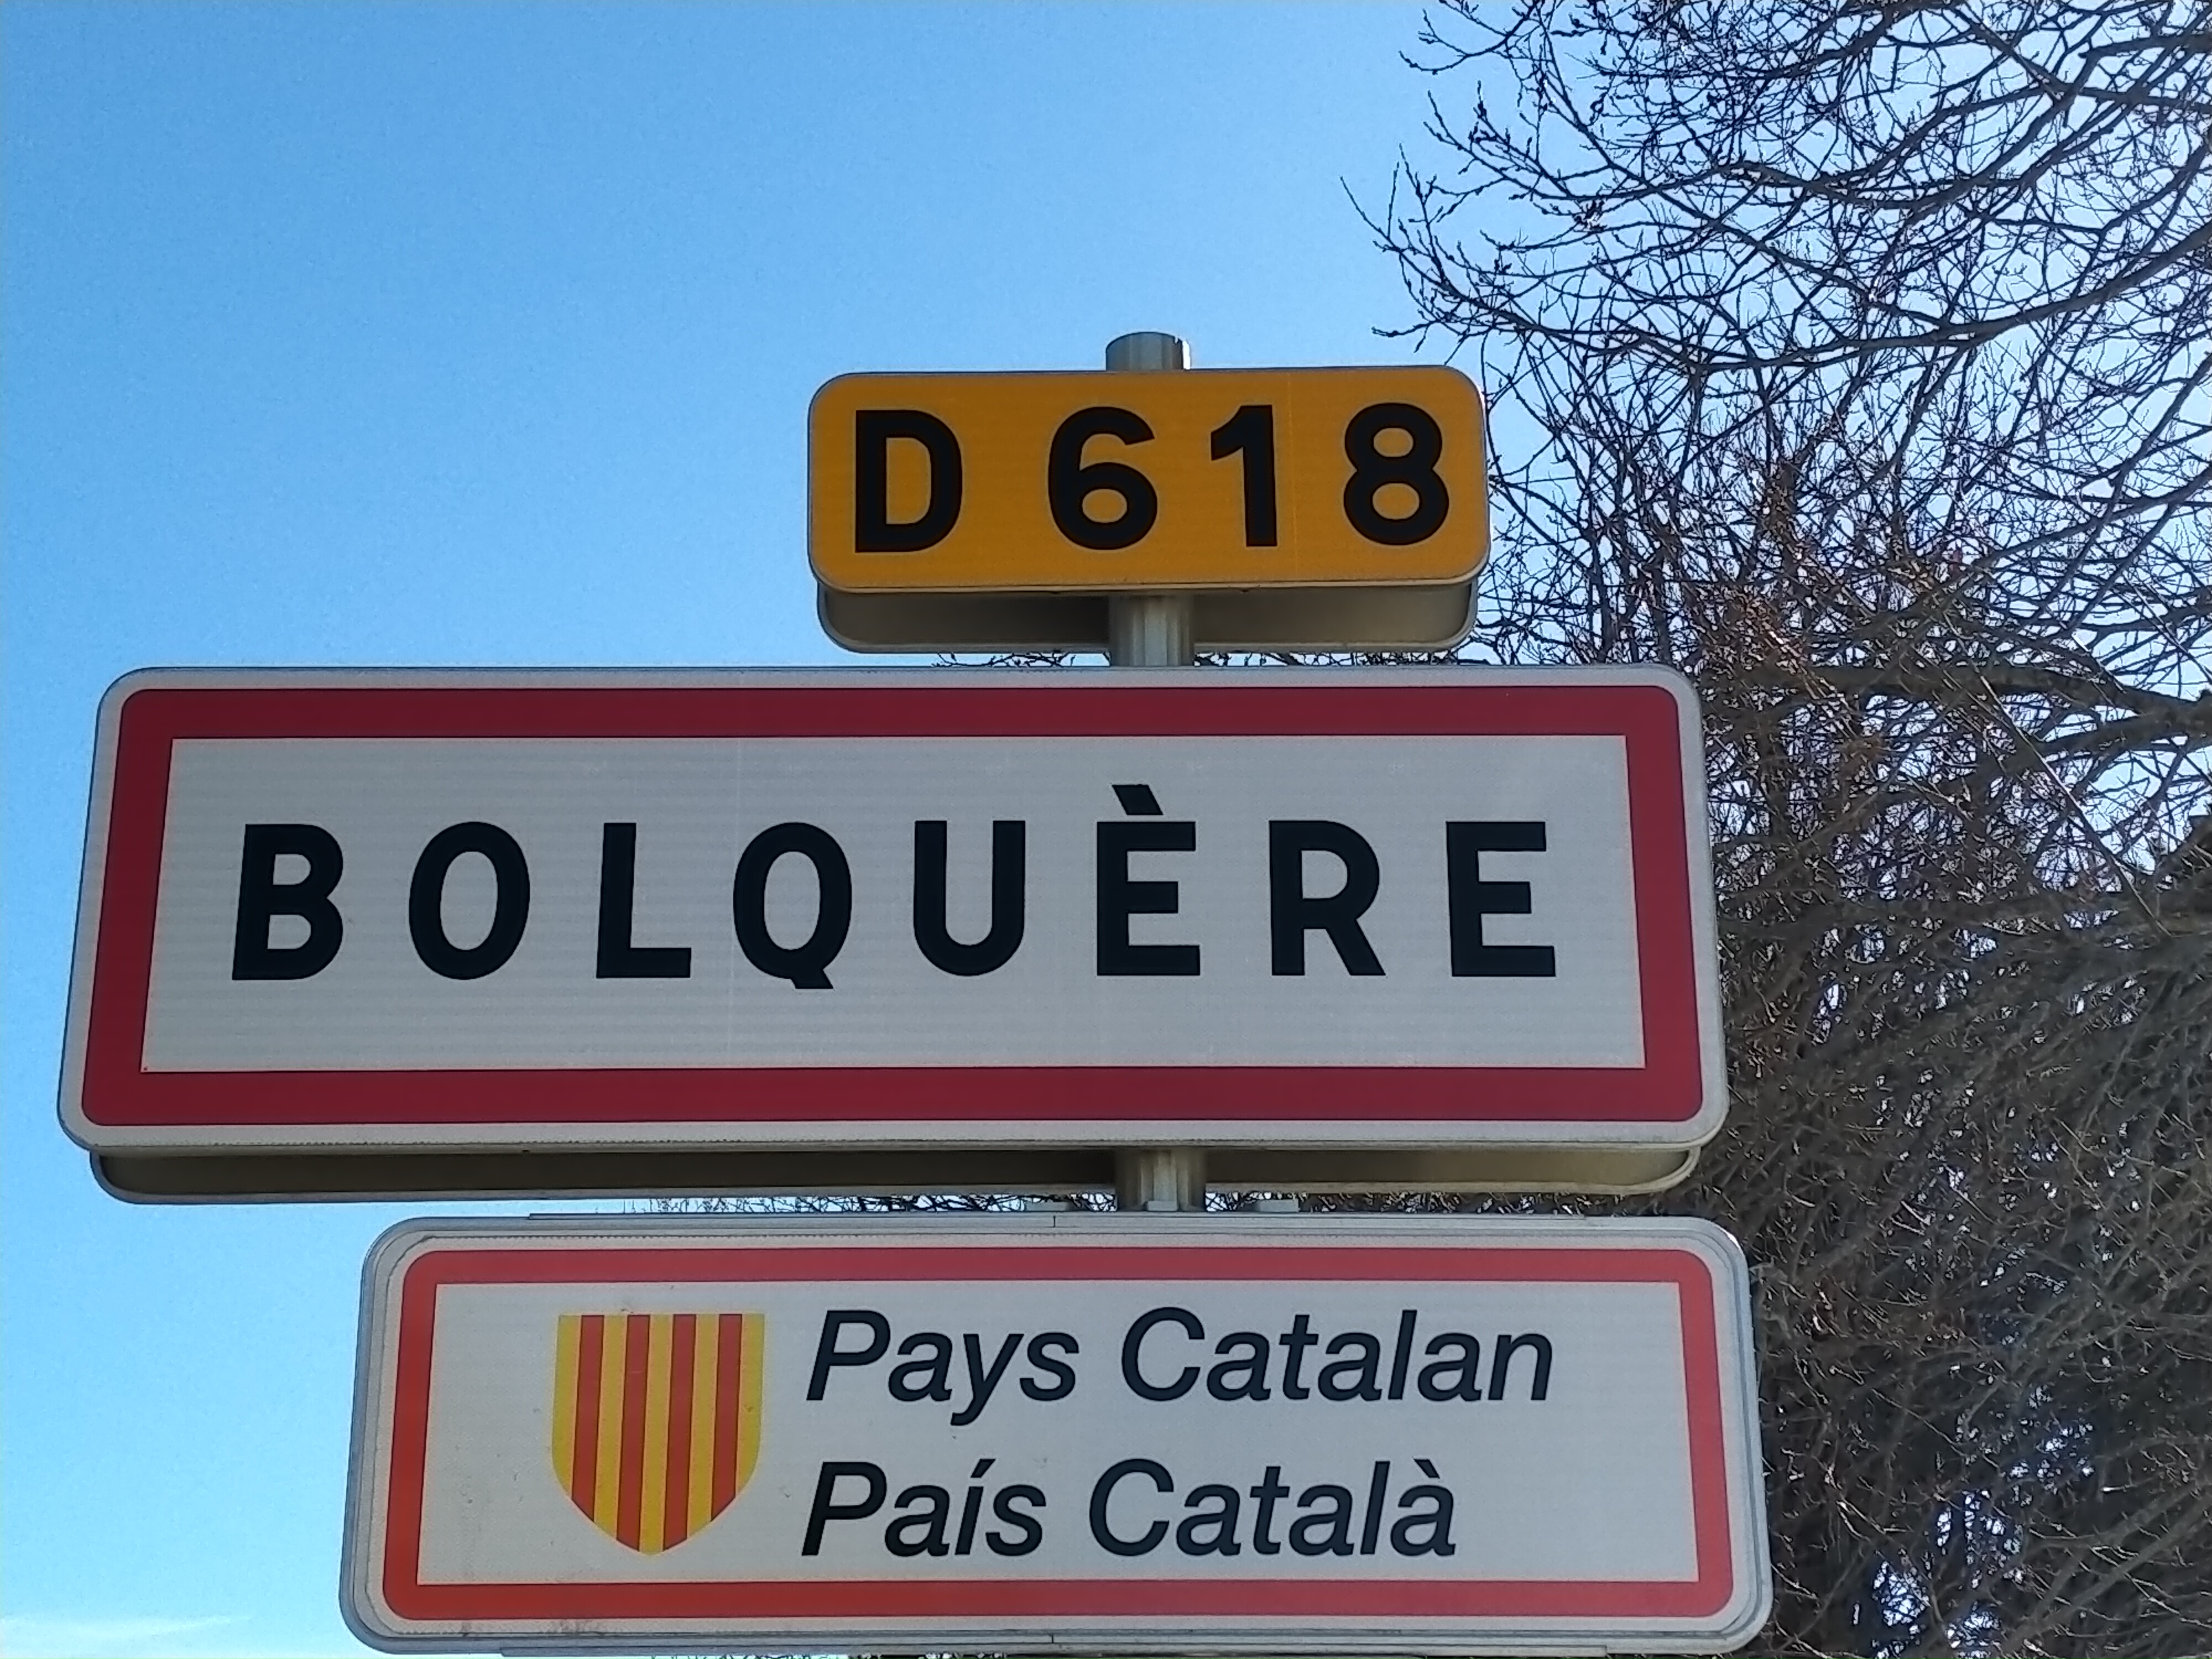 D 618
BOLQUÈRE
Pays Catalan
País Català